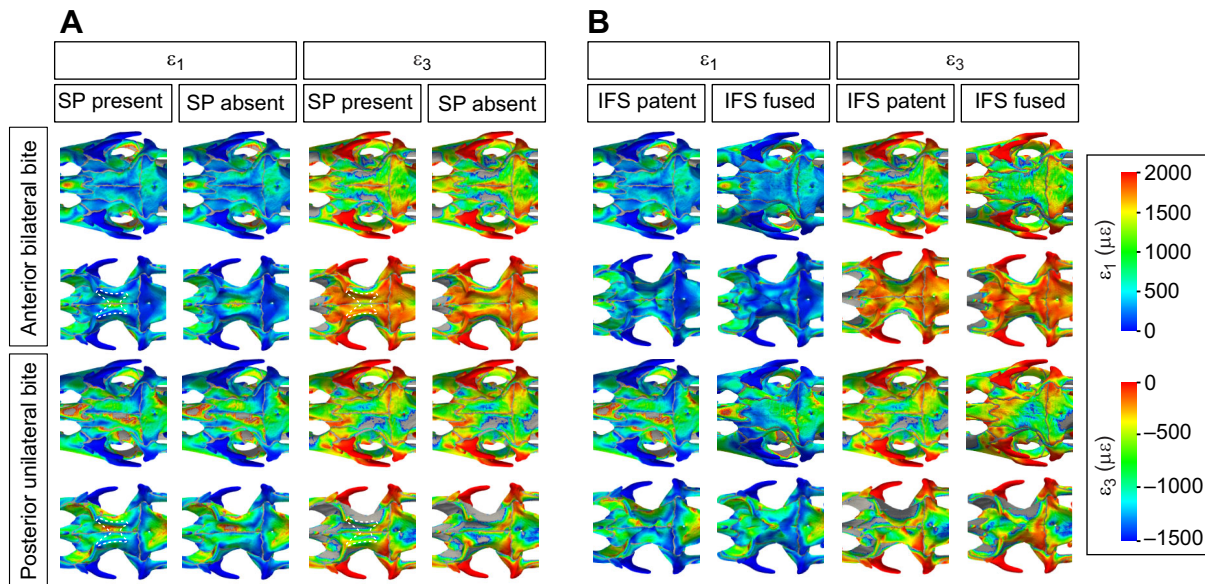 A
B
ε1
ε3
ε1
ε3
SP present
SP absent
SP present
SP absent
IFS patent
IFS fused
IFS patent
IFS fused
Anterior bilateral bite
Posterior unilateral bite
2000
1500
1000
500
0
ε1 (με)
0
–500
–1000
–1500
ε3 (με)